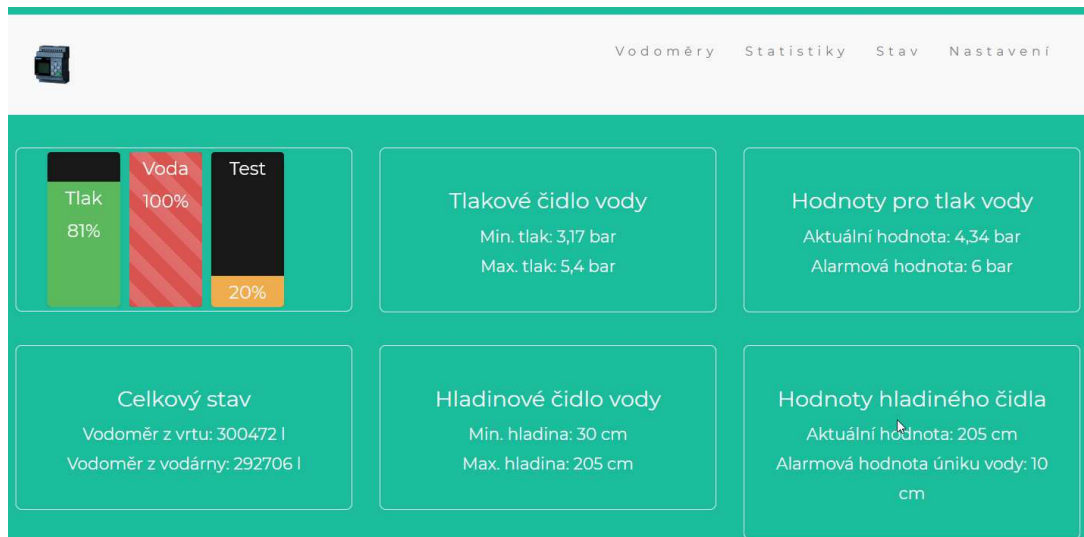 Vodoměry Statistiky Stav Nastavení
Tlak
81%
Voda
100%
Test
20%
Tlakové čidlo vody
Min. tlak: 3,17 bar
Max. tlak: 5,4 bar
Hodnoty pro tlak vody
Aktuální hodnota: 4,34 bar
Alarmová hodnota: 6 bar
Celkový stav
Vodoměr z vrtu: 300472 l
Vodoměr z vodárny: 292706 l
Hladinové čidlo vody
Min. hladina: 30 cm
Max. hladina: 205 cm
Hodnoty hladiného čidla
Aktuální hodnota: 205 cm
Alarmová hodnota úniku vody: 10
cm